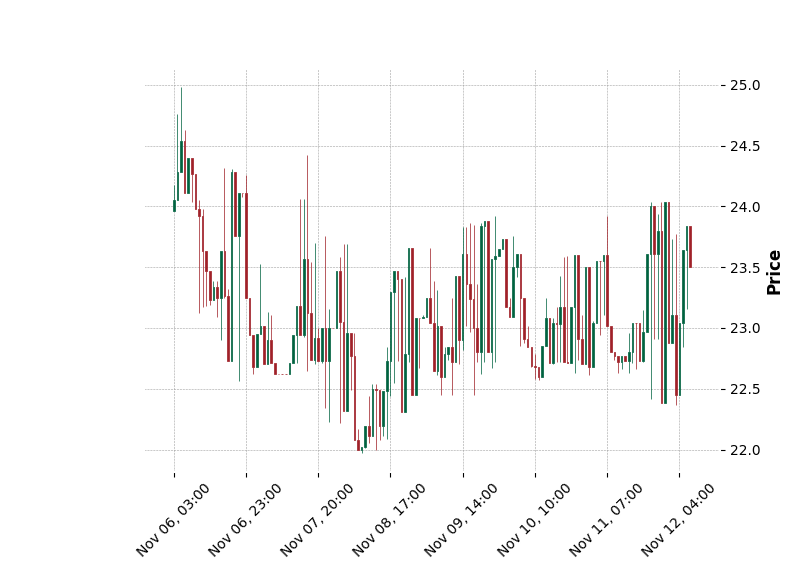 25.0
24.5
24.0
23.5
23.0
22.5
22.0
Price
Nov 06, 03:00
Nov 06, 23:00
Nov 07, 20:00
Nov 08, 17:00
Nov 09, 14:00
Nov 10, 10:00
Nov 11, 07:00
Nov 12, 04:00